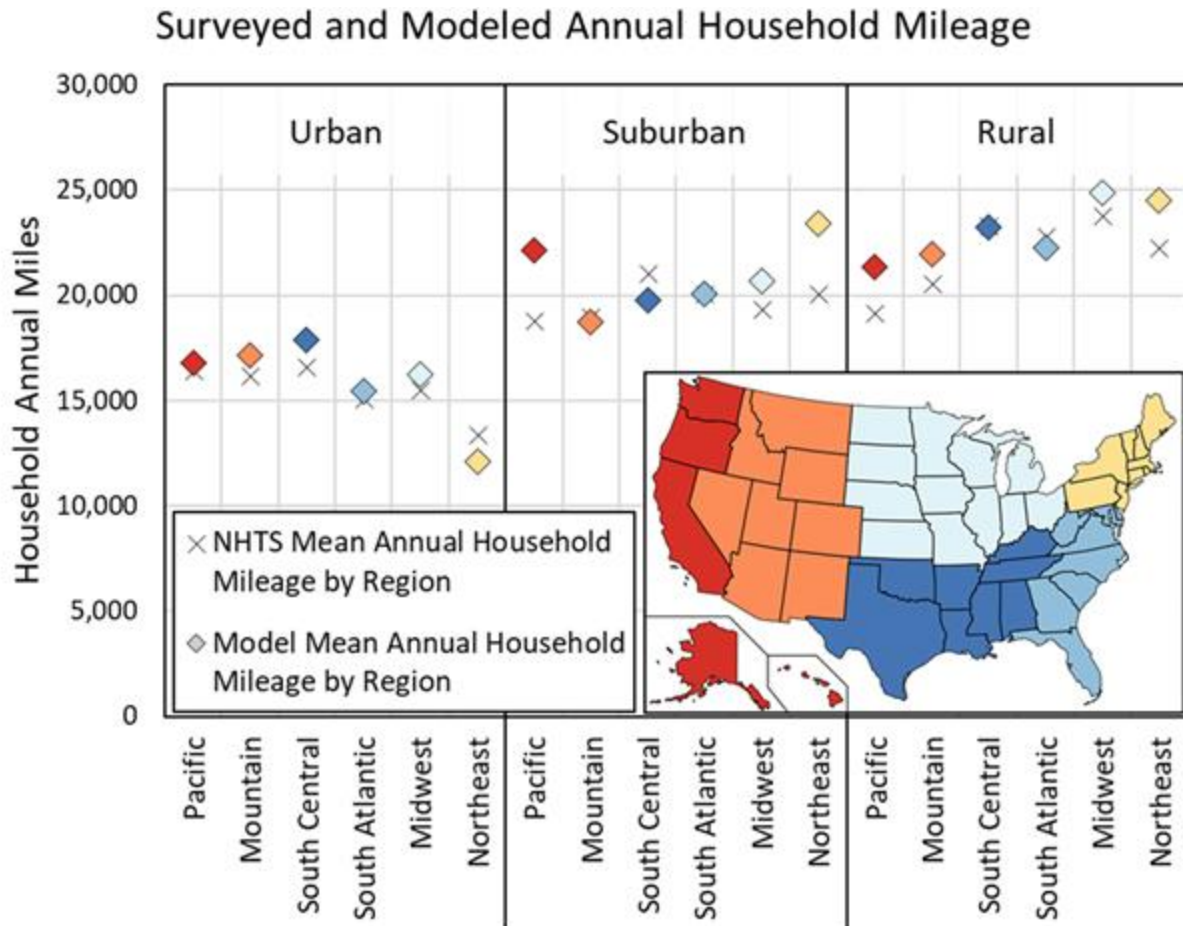 Surveyed and Modeled Annual Household Mileage
Household Annual Miles
30,000
25,000
20,000
15,000
10,000
5,000
0
Urban
Suburban
Rural
NHTS Mean Annual Household
Mileage by Region
Model Mean Annual Household
Mileage by Region
Pacific
Mountain
South Central
South Atlantic
Midwest
Northeast
Pacific
Mountain
South Central
South Atlantic
Midwest
Northeast
Pacific
Mountain
South Central
South Atlantic
Midwest
Northeast